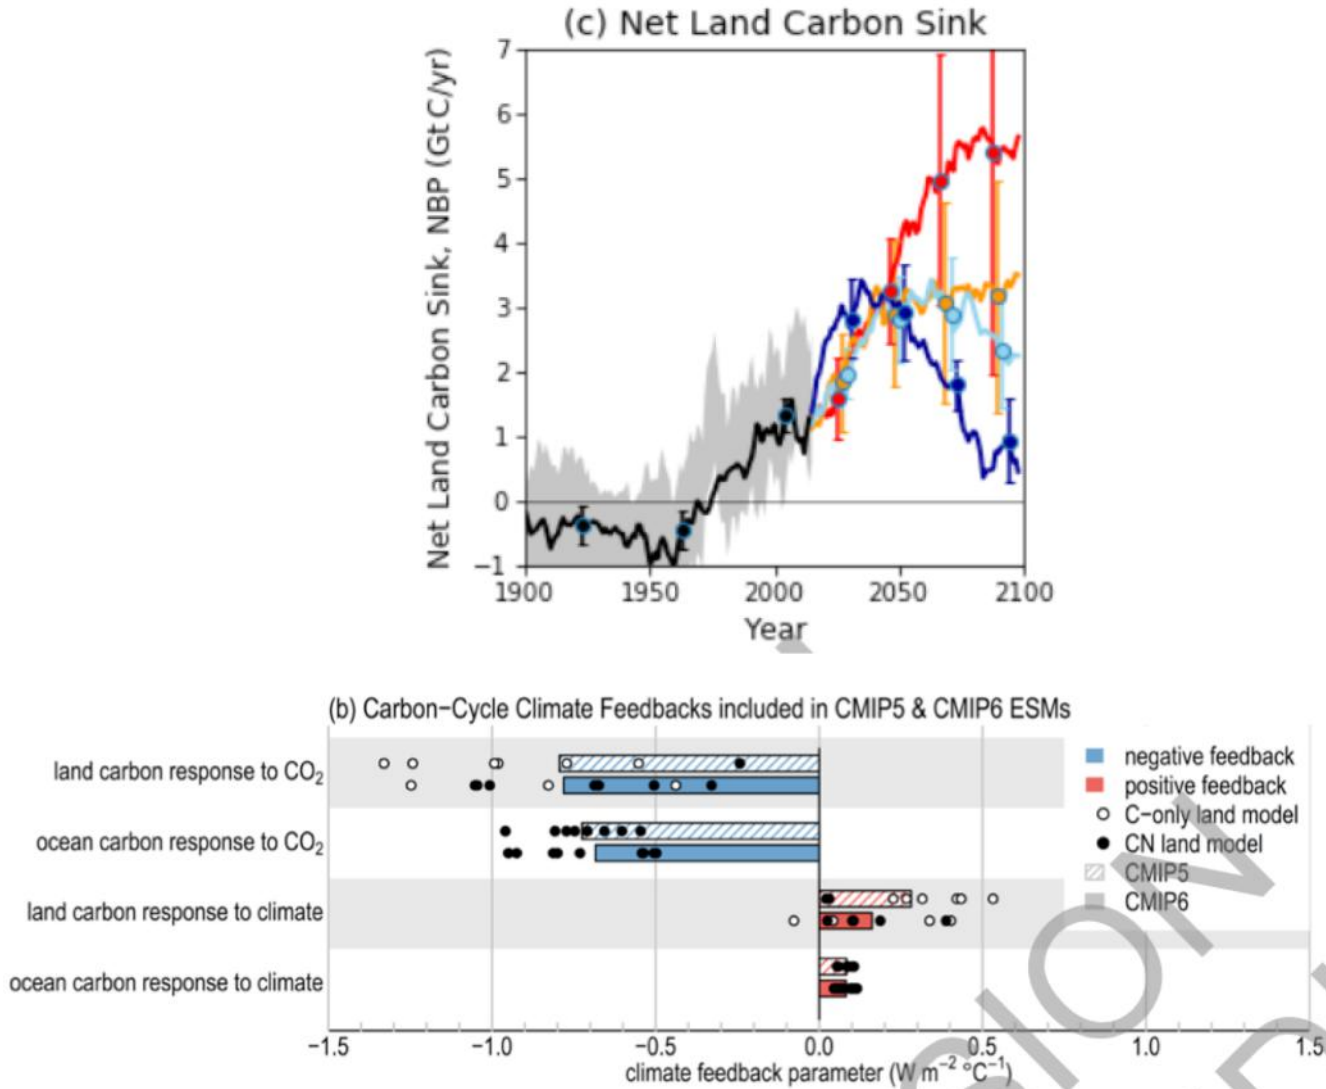 (c) Net Land Carbon Sink
Net Land Carbon Sink, NBP (Gt C/yr)
7
6
5
4
3
2
1
0
−1
1900 1950 2000 2050 2100
Year
(b) Carbon−Cycle Climate Feedbacks included in CMIP5 & CMIP6 ESMs
land carbon response to CO2
ocean carbon response to CO2
land carbon response to climate
ocean carbon response to climate
negative feedback
positive feedback
C−only land model
CN land model
CMIP5
CMIP6
−1.5 −1.0 −0.5 0.0 0.5 1.0 1.5
climate feedback parameter (W m−2 °C−1)